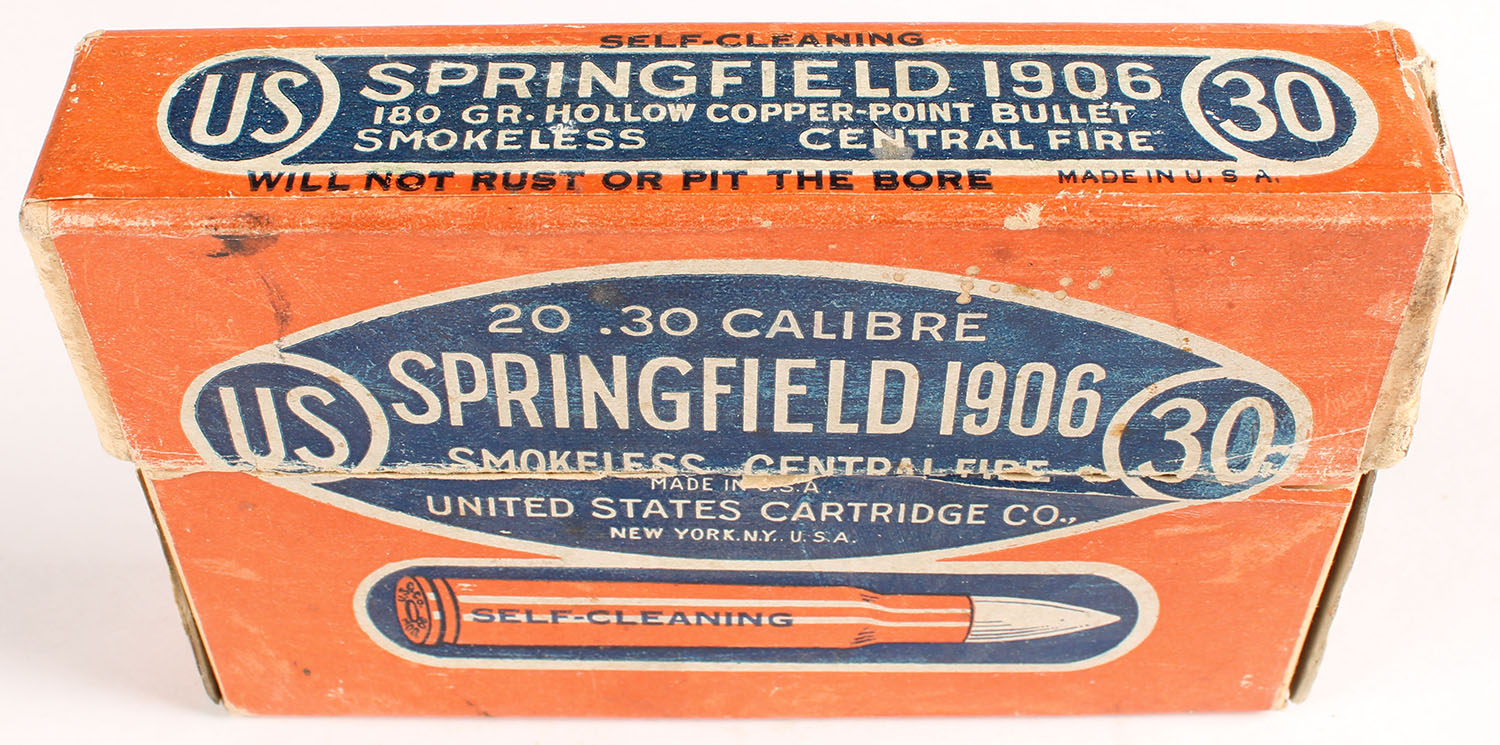 SELF-CLEANING
US SPRINGFIELD 1906 30
180 GR. HOLLOW COPPER-POINT BULLET
SMOKELESS CENTRAL FIRE
WILL NOT RUST OR PIT THE BORE MADE IN U.S A.
20 .30 CALIBRE
US SPRINGFIELD 1906 30
SMOKELESS CENTRAL FIRE
MADE IN U.S.A.
UNITED STATES CARTRIDGE CO.,
NEW YORK.N.Y. U.S.A.
SELF-CLEANING